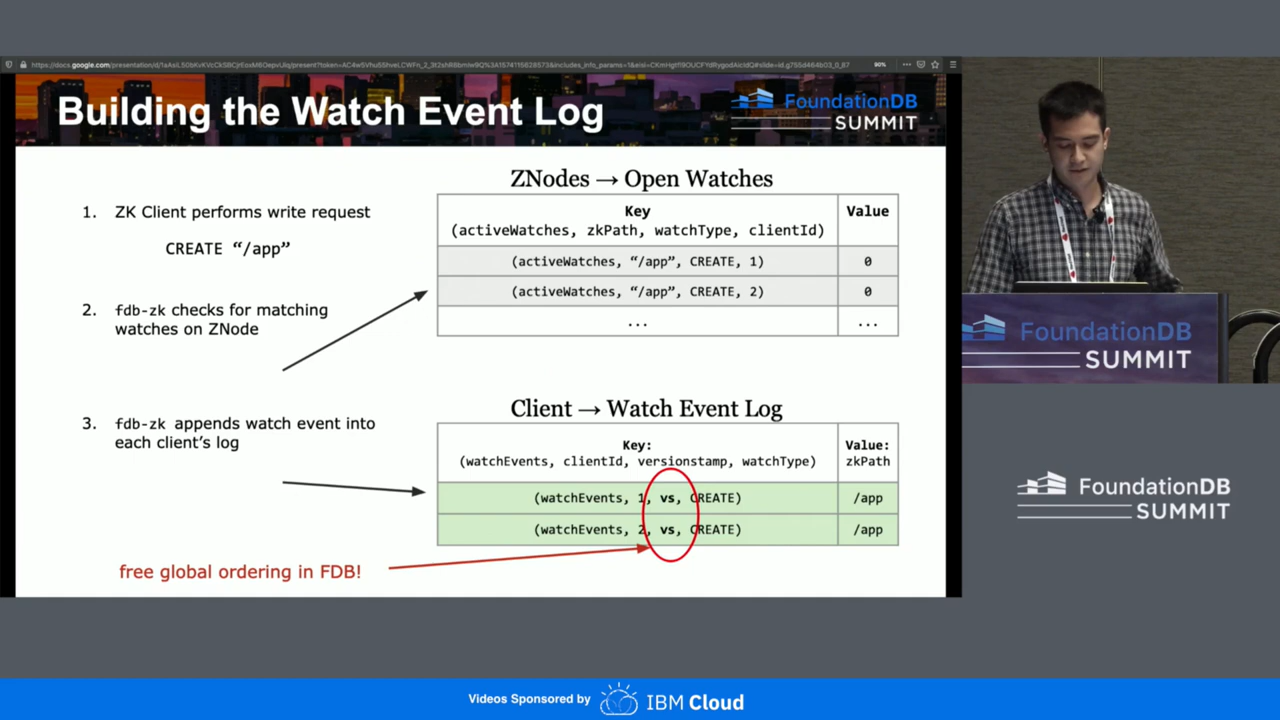 Building the Watch Event Log
FoundationDB
SUMMIT
1. ZK Client performs write request
CREATE “/app”
2. fdb-zk checks for matching
watches on ZNode
3. fdb-zk appends watch event into
each client’s log
free global ordering in FDB!
ZNodes → Open Watches
Key Value
(activeWatches, zkPath, watchType, clientId)
(activeWatches, “/app”, CREATE, 1) 0
(activeWatches, “/app”, CREATE, 2) 0
... ...
Client → Watch Event Log
Key: Value:
(watchEvents, clientId, versionstamp, watchType) zkPath
(watchEvents, 1, vs, CREATE) /app
(watchEvents, 2, vs, CREATE) /app
FoundationDB
SUMMIT
FoundationDB
SUMMIT
Videos Sponsored by IBM Cloud